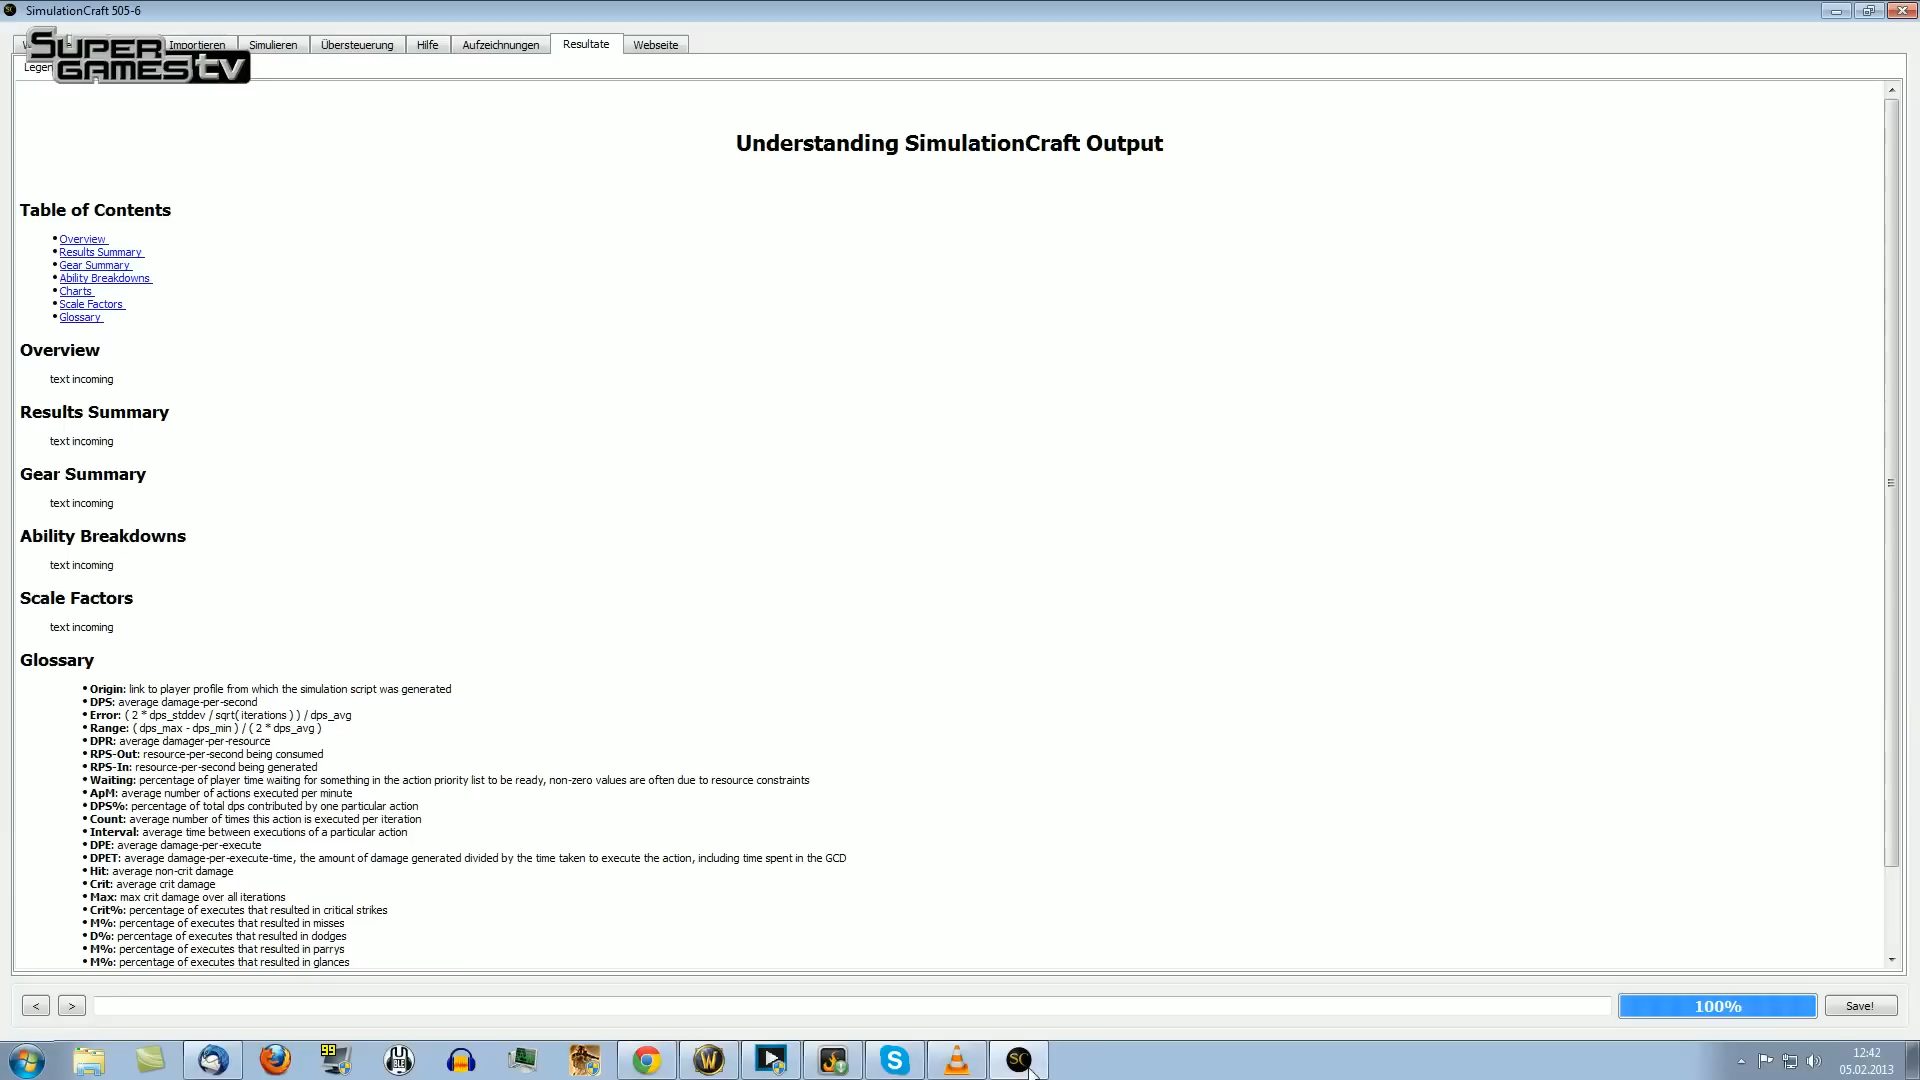 SimulationCraft 505-6
SUPER GAMES tv
Importieren
Simulieren
Übersteuerung
Hilfe
Aufzeichnungen
Resultate
Webseite
Understanding SimulationCraft Output
Table of Contents
Overview
Results Summary
Gear Summary
Ability Breakdowns
Charts
Scale Factors
Glossary
Overview
text incoming
Results Summary
text incoming
Gear Summary
text incoming
Ability Breakdowns
text incoming
Scale Factors
text incoming
Glossary
Origin: link to player profile from which the simulation script was generated
DPS: average damage-per-second
Error: ( 2 * dps_stddev / sqrt( iterations ) ) / dps_avg
Range: ( dps_max - dps_min ) / ( 2 * dps_avg )
DPR: average damager-per-resource
RPS-Out: resource-per-second being consumed
RPS-In: resource-per-second being generated
Waiting: percentage of player time waiting for something in the action priority list to be ready, non-zero values are often due to resource constraints
ApM: average number of actions executed per minute
DPS%: percentage of total dps contributed by one particular action
Count: average number of times this action is executed per iteration
Interval: average time between executions of a particular action
DPE: average damage-per-execute
DPET: average damage-per-execute-time, the amount of damage generated divided by the time taken to execute the action, including time spent in the GCD
Hit: average non-crit damage
Crit: average crit damage
Max: max crit damage over all iterations
Crit%: percentage of executes that resulted in critical strikes
M%: percentage of executes that resulted in misses
D%: percentage of executes that resulted in dodges
M%: percentage of executes that resulted in parrys
M%: percentage of executes that resulted in glances
< >
100%
Save!
99
12:42
05.02.2013